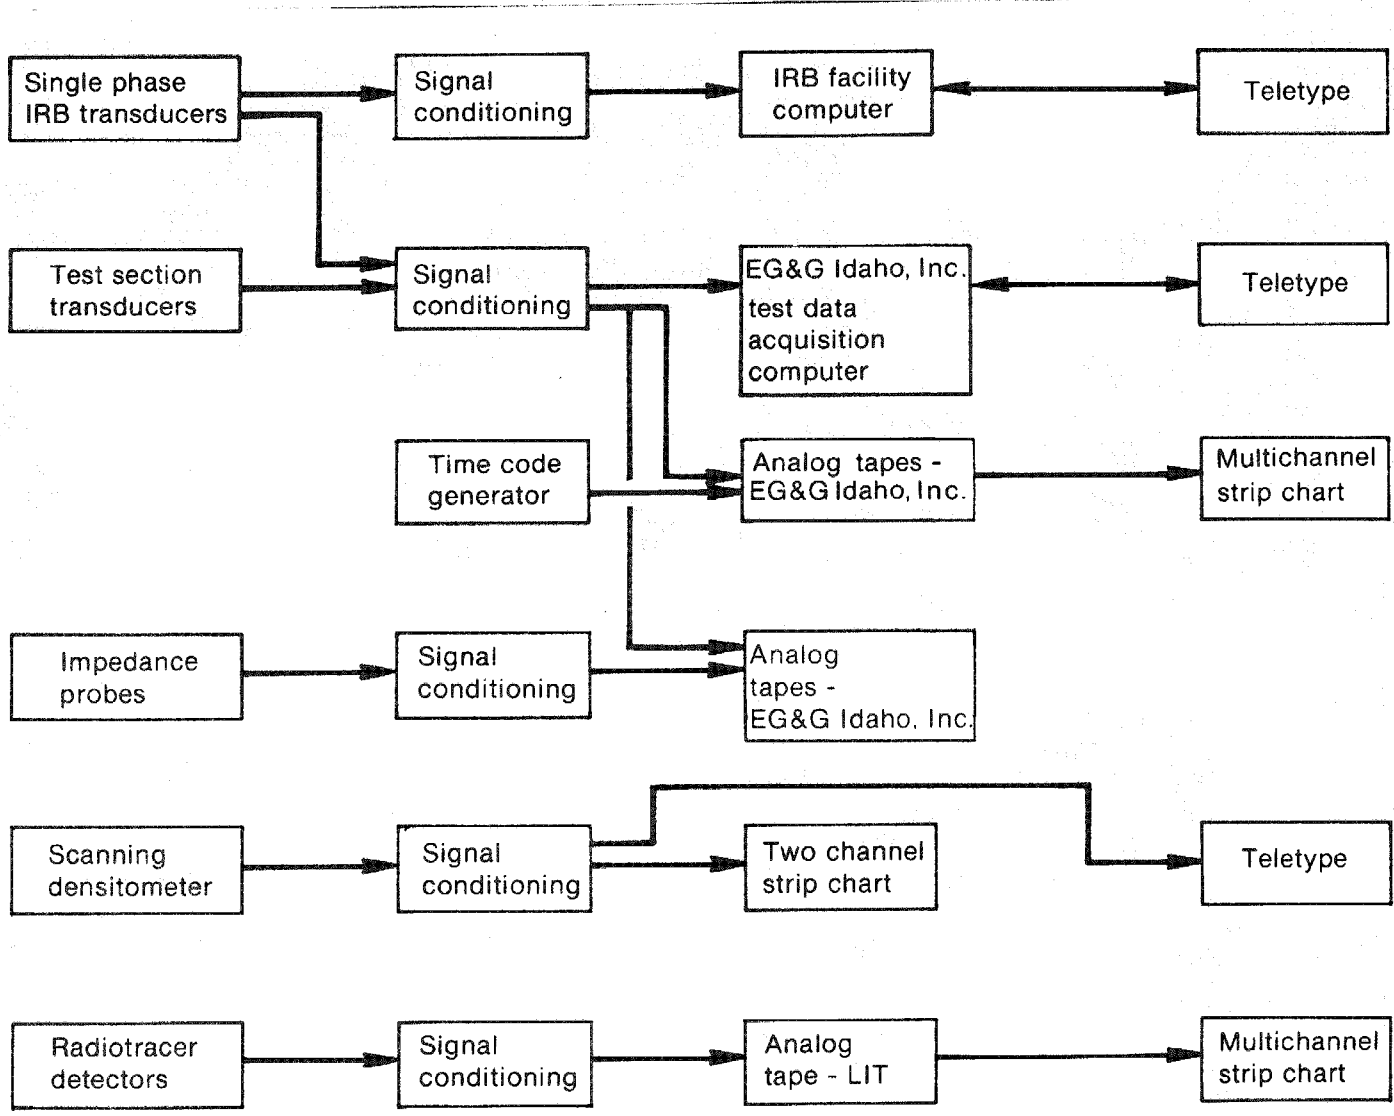 Single phase
IRB transducers
Signal
conditioning
IRB facility
computer
Teletype
Test section
transducers
Signal
conditioning
EG&G Idaho, Inc.
test data
acquisition
computer
Teletype
Time code
generator
Analog tapes -
EG&G Idaho, Inc.
Multichannel
strip chart
Impedance
probes
Signal
conditioning
Analog
tapes -
EG&G Idaho, Inc.
Scanning
densitometer
Signal
conditioning
Two channel
strip chart
Teletype
Radiotracer
detectors
Signal
conditioning
Analog
tape - LIT
Multichannel
strip chart